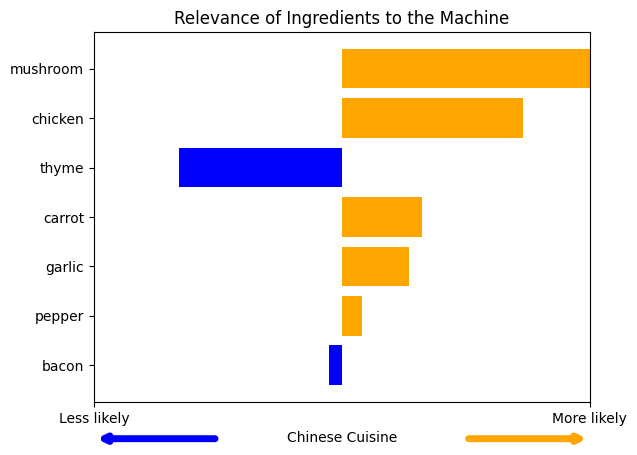 Relevance of Ingredients to the Machine
mushroom
chicken
thyme
carrot
garlic
pepper
bacon
Less likely
More likely
Chinese Cuisine